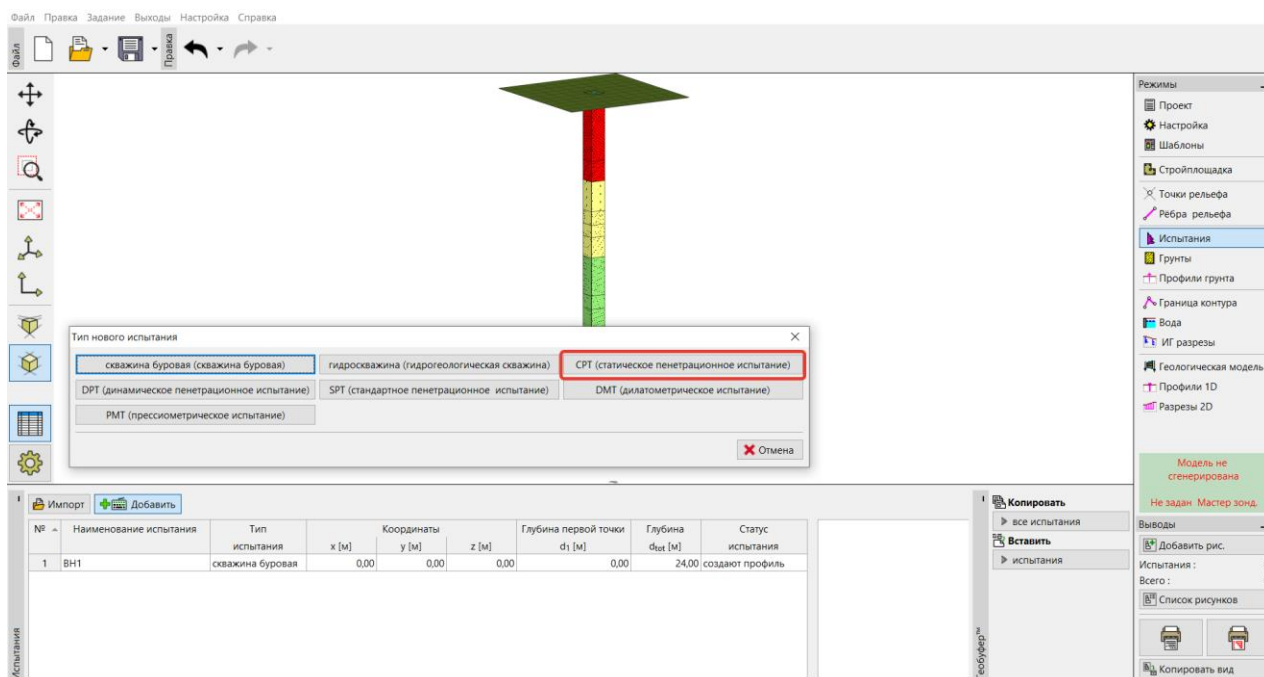 Файл Правка Задание Выходы Настройка Справка
Файл
Правка
Режимы
Проект
Настройка
Шаблоны
Стройплощадка
Точки рельефа
Рёбра рельефа
Испытания
Грунты
Профили грунта
Граница контура
Вода
ИГ разрезы
Геологическая модель
Профили 1D
Разрезы 2D
Модель не
сгенерирована
Не задан Мастер зонд.
Тип нового испытания
скважина буровая (скважина буровая) гидроскважина (гидрогеологическая скважина) CPT (статическое пенетрационное испытание)
DPT (динамическое пенетрационное испытание) SPT (стандартное пенетрационное испытание) DMT (дилатометрическое испытание)
PMT (прессиометрическое испытание)
Отмена
Импорт Добавить
№ Наименование испытания Тип Координаты Глубина первой точки Глубина Статус
испытания x [м] y [м] z [м] d1 [м] dtot [м] испытания
1 BH1 скважина буровая 0,00 0,00 0,00 0,00 24,00 создают профиль
Испытания
Копировать
все испытания
Вставить
испытания
Выводы
Добавить рис.
Испытания :
Всего :
Список рисунков
Копировать вид